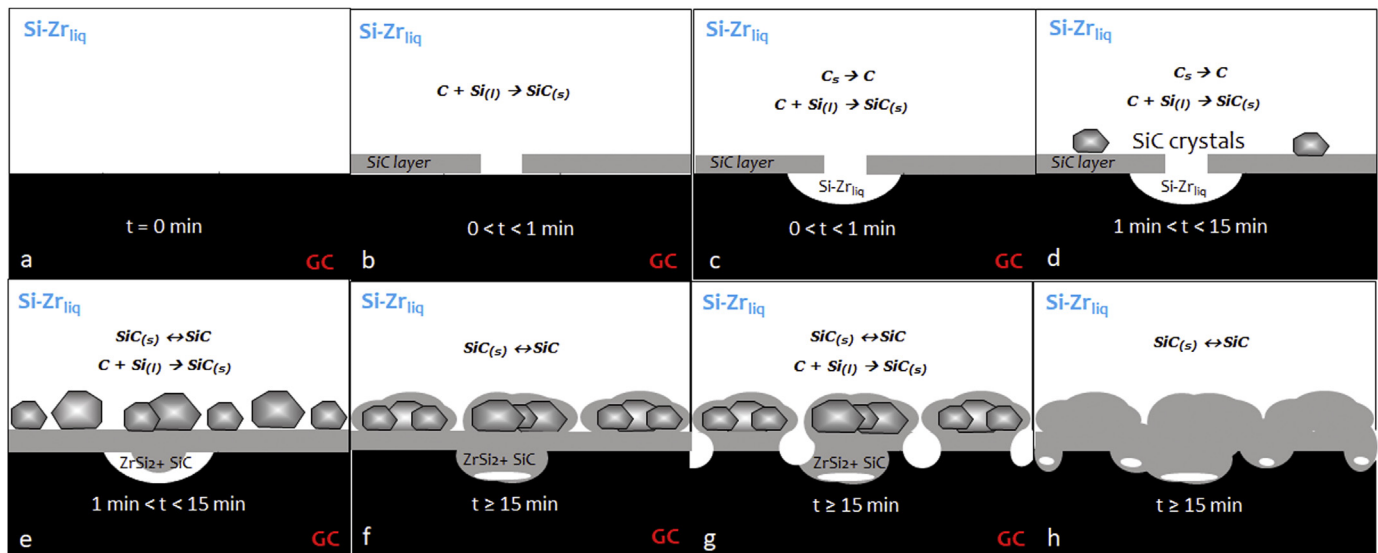 Si-Zrliq
t = 0 min
a
GC
Si-Zrliq
C + Si(l) → SiC(s)
SiC layer
0 < t < 1 min
b
GC
Si-Zrliq
Cs → C
C + Si(l) → SiC(s)
SiC layer
Si-Zrliq
0 < t < 1 min
c
GC
Si-Zrliq
Cs → C
C + Si(l) → SiC(s)
SiC crystals
SiC layer
Si-Zrliq
1 min < t < 15 min
d
GC
Si-Zrliq
SiC(s) ↔ SiC
C + Si(l) → SiC(s)
ZrSi2+ SiC
1 min < t < 15 min
e
GC
Si-Zrliq
SiC(s) ↔ SiC
ZrSi2+ SiC
t ≥ 15 min
f
GC
Si-Zrliq
SiC(s) ↔ SiC
C + Si(l) → SiC(s)
ZrSi2+ SiC
t ≥ 15 min
g
GC
Si-Zrliq
SiC(s) ↔ SiC
t ≥ 15 min
h